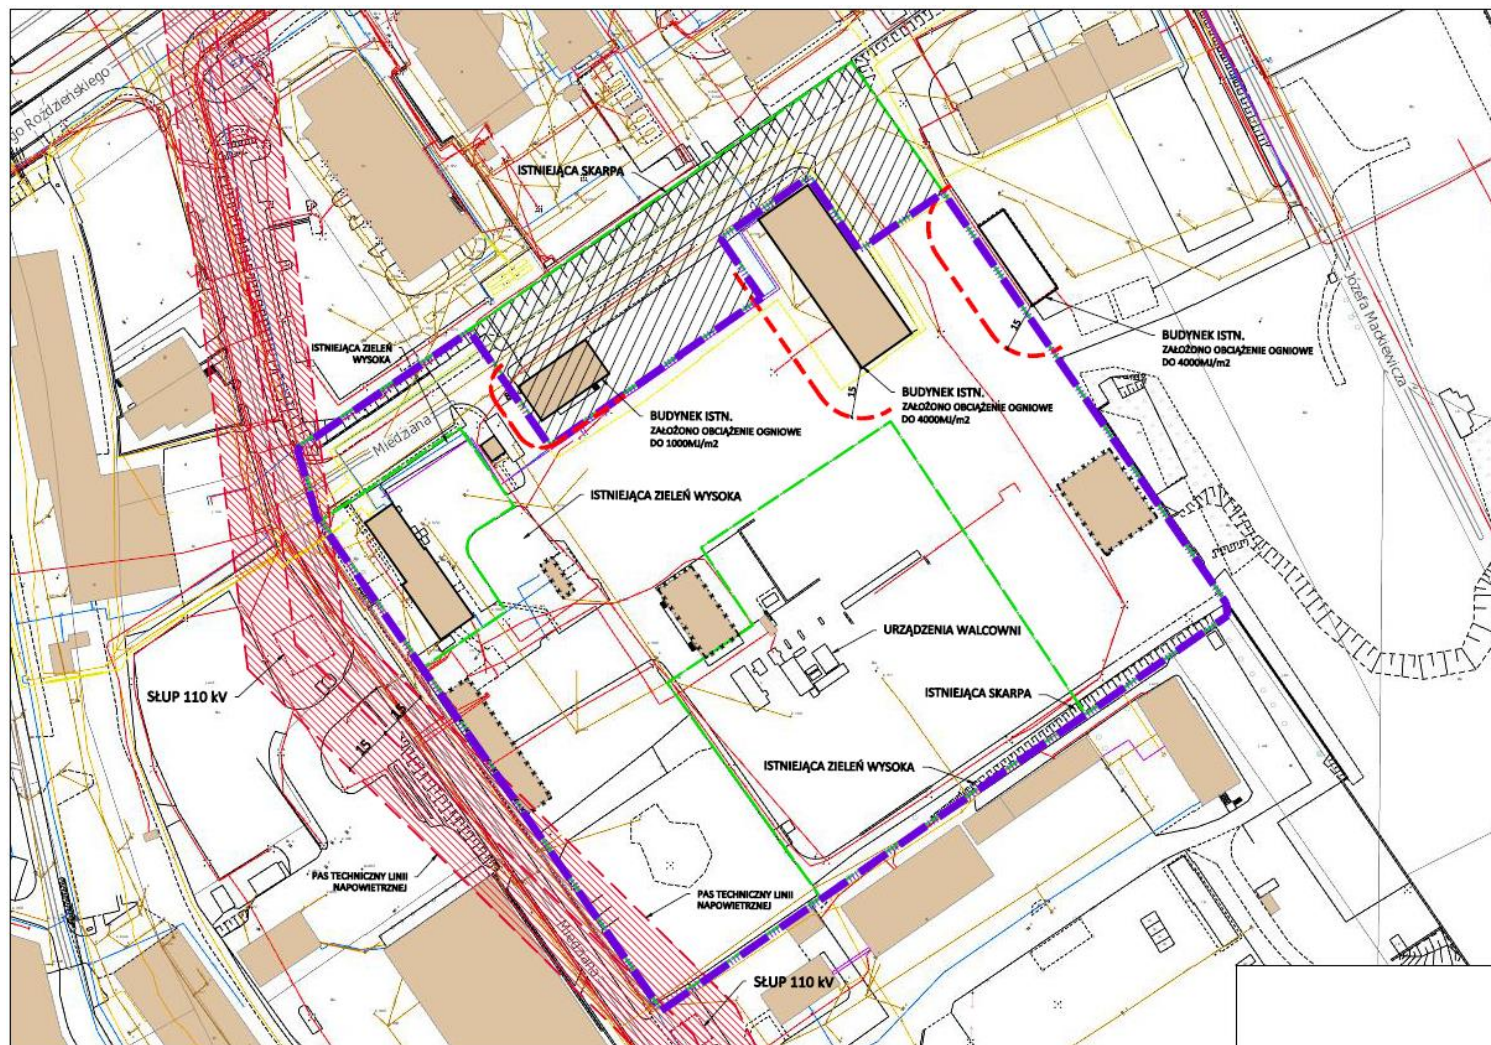 go Roździeńskiego
ISTNIEJĄCA SKARPA
ISTNIEJĄCA ZIELEŃ
WYSOKA
Miedziana
BUDYNEK ISTN.
ZAŁOŻONO OBCIĄŻENIE OGNIOWE
DO 1000MJ/m2
15
BUDYNEK ISTN.
ZAŁOŻONO OBCIĄŻENIE OGNIOWE
DO 4000MJ/m2
15
BUDYNEK ISTN.
ZAŁOŻONO OBCIĄŻENIE OGNIOWE
DO 4000MJ/m2
Józefa Mackiewicza
ISTNIEJĄCA ZIELEŃ WYSOKA
URZĄDZENIA WALCOWNI
SŁUP 110 kV
15
15
ISTNIEJĄCA SKARPA
ISTNIEJĄCA ZIELEŃ WYSOKA
PAS TECHNICZNY LINII
NAPOWIETRZNEJ
PAS TECHNICZNY LINII
NAPOWIETRZNEJ
Miedziana
SŁUP 110 kV